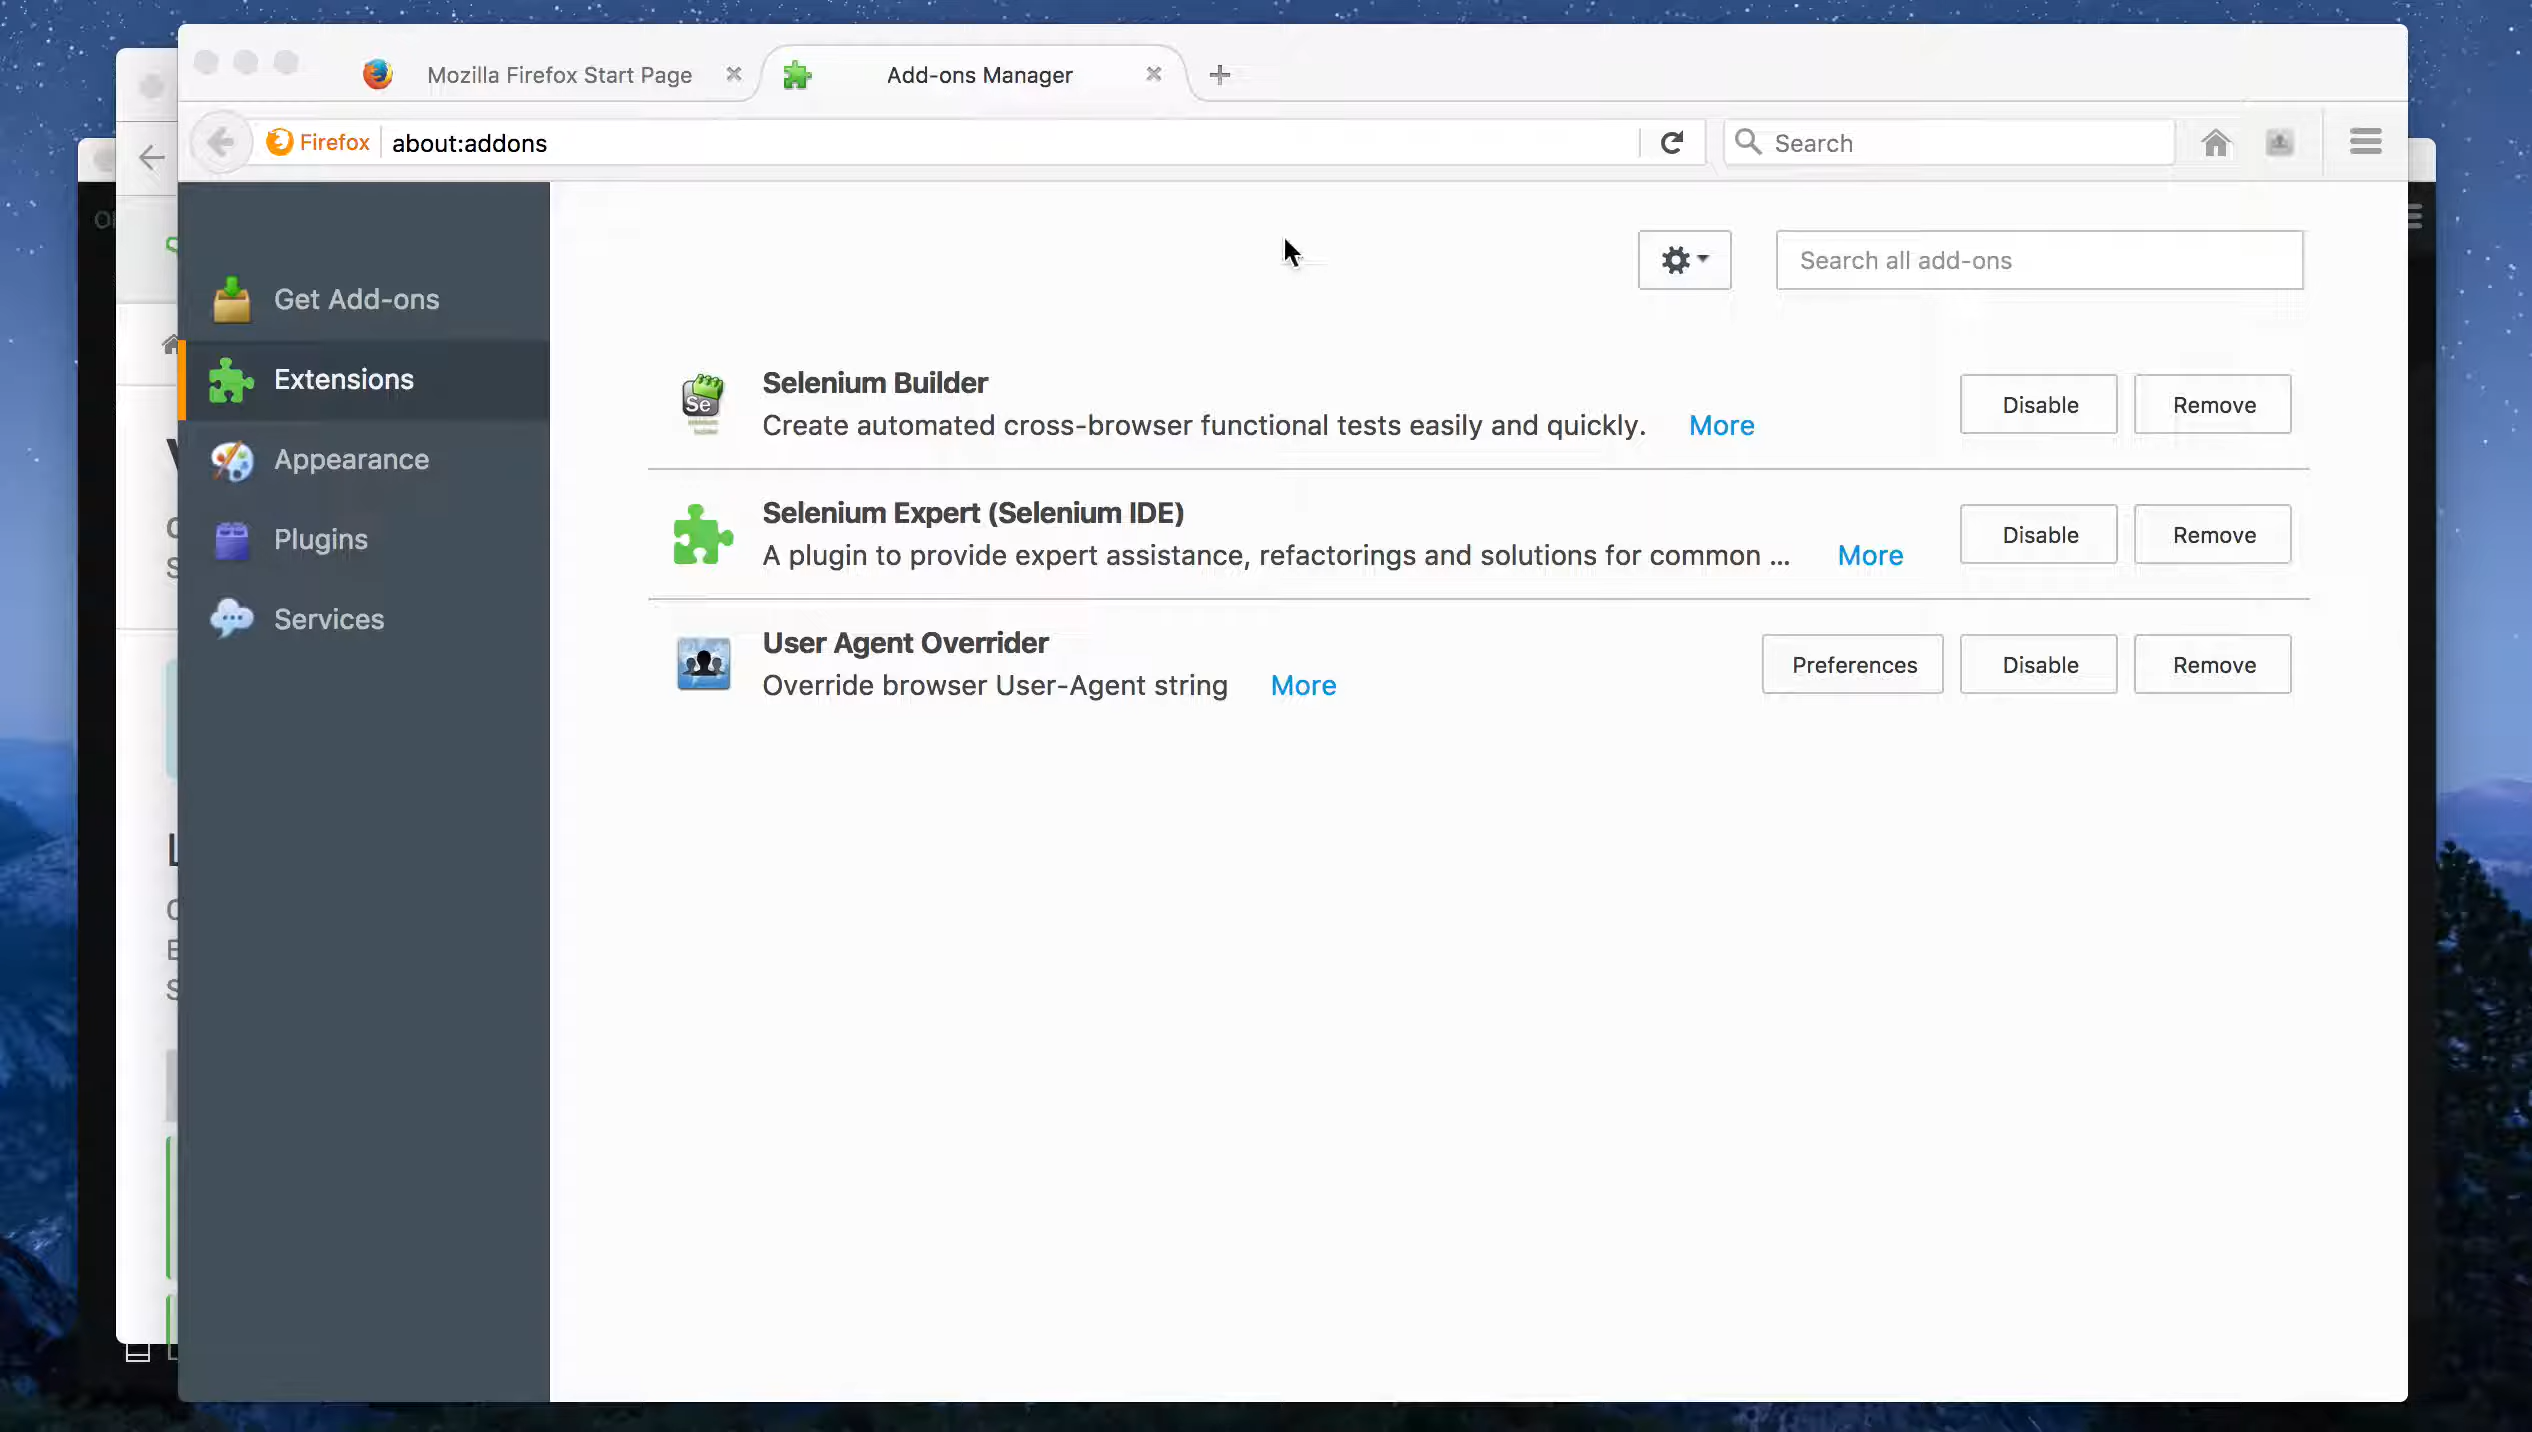 Mozilla Firefox Start Page
Add-ons Manager
Firefox
about:addons
Search
Get Add-ons
Extensions
Appearance
Plugins
Services
Search all add-ons
Se
Selenium Builder
Create automated cross-browser functional tests easily and quickly. More
Disable
Remove
Selenium Expert (Selenium IDE)
A plugin to provide expert assistance, refactorings and solutions for common ... More
Disable
Remove
User Agent Overrider
Override browser User-Agent string More
Preferences
Disable
Remove